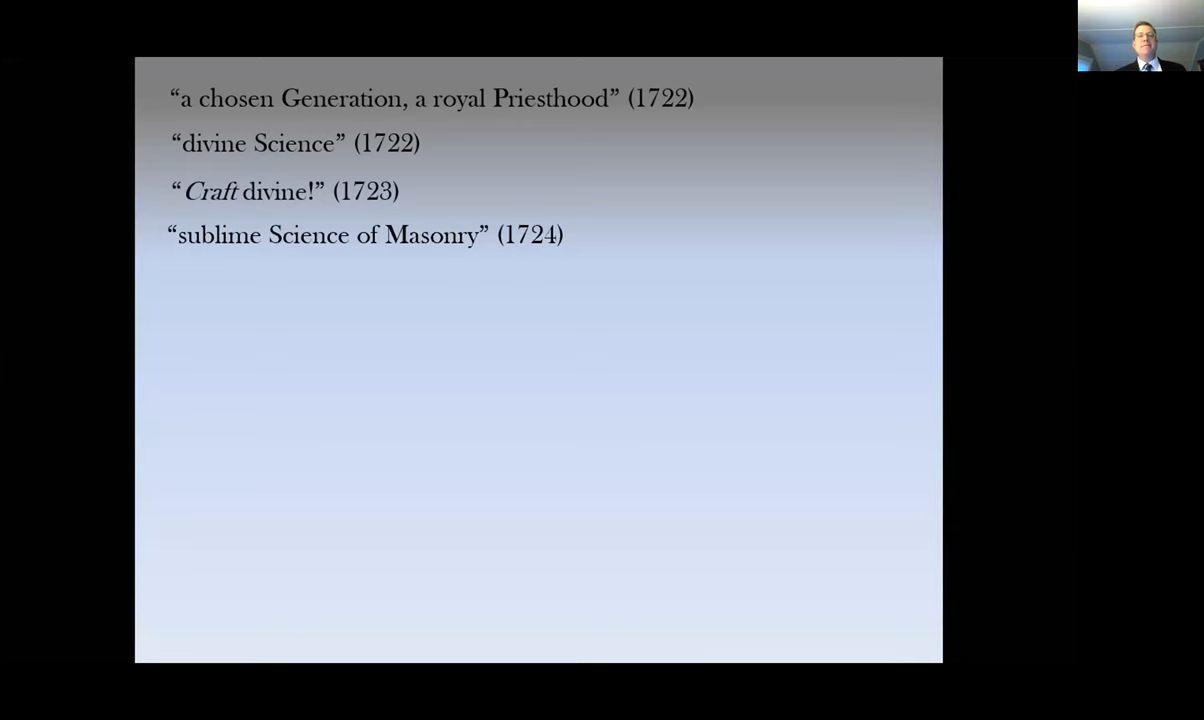 “a chosen Generation, a royal Priesthood” (1722)
“divine Science” (1722)
“Craft divine!” (1723)
“sublime Science of Masonry” (1724)